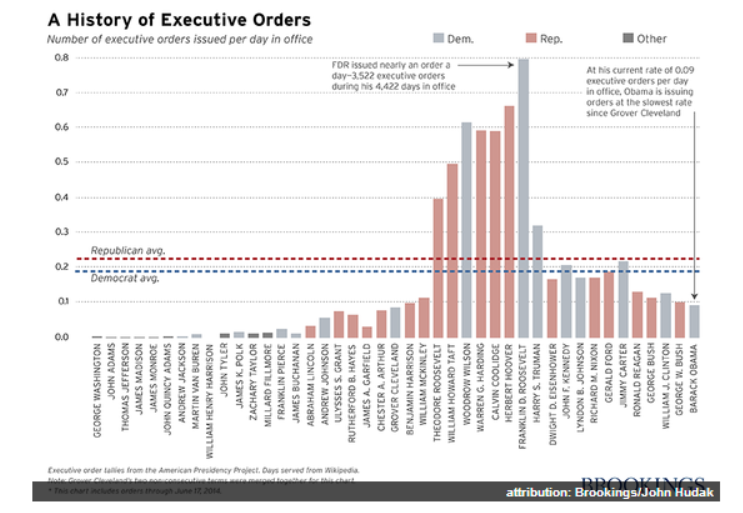 A History of Executive Orders
Number of executive orders issued per day in office
Dem.
Rep.
Other
0.8
0.7
0.6
0.5
0.4
0.3
0.2
0.1
0.0
FDR issued nearly an order a
day–3,522 executive orders
during his 4,422 days in office
At his current rate of 0.09
executive orders per day
in office, Obama is issuing
orders at the slowest rate
since Grover Cleveland
Republican avg.
Democrat avg.
GEORGE WASHINGTON
JOHN ADAMS
THOMAS JEFFERSON
JAMES MADISON
JAMES MONROE
JOHN QUINCY ADAMS
ANDREW JACKSON
MARTIN VAN BUREN
WILLIAM HENRY HARRISON
JOHN TYLER
JAMES K. POLK
ZACHARY TAYLOR
MILLARD FILLMORE
FRANKLIN PIERCE
JAMES BUCHANAN
ABRAHAM LINCOLN
ANDREW JOHNSON
ULYSSES S. GRANT
RUTHERFORD B. HAYES
JAMES A. GARFIELD
CHESTER A. ARTHUR
GROVER CLEVELAND
BENJAMIN HARRISON
WILLIAM MCKINLEY
THEODORE ROOSEVELT
WILLIAM HOWARD TAFT
WOODROW WILSON
WARREN G. HARDING
CALVIN COOLIDGE
HERBERT HOOVER
FRANKLIN D. ROOSEVELT
HARRY S. TRUMAN
DWIGHT D. EISENHOWER
JOHN F. KENNEDY
LYNDON B. JOHNSON
RICHARD M. NIXON
GERALD FORD
JIMMY CARTER
RONALD REAGAN
GEORGE BUSH
WILLIAM J. CLINTON
GEORGE W. BUSH
BARACK OBAMA
Executive order tallies from the American Presidency Project. Days served from Wikipedia.
Note: Grover Cleveland's two non-consecutive terms were merged together for this chart.
* This chart includes orders through June 17, 2014.
BROOKINGS
attribution: Brookings/John Hudak